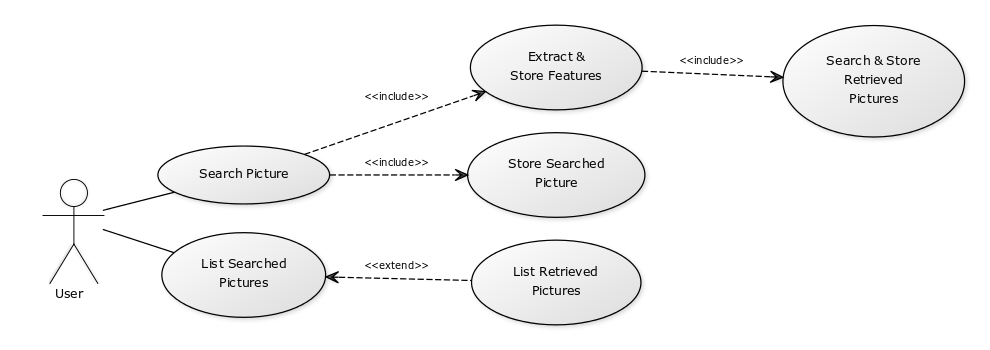 Extract &
Store Features
<<include>>
Search & Store
Retrieved
Pictures
<<include>>
Search Picture
<<include>>
Store Searched
Picture
List Searched
Pictures
<<extend>>
List Retrieved
Pictures
User